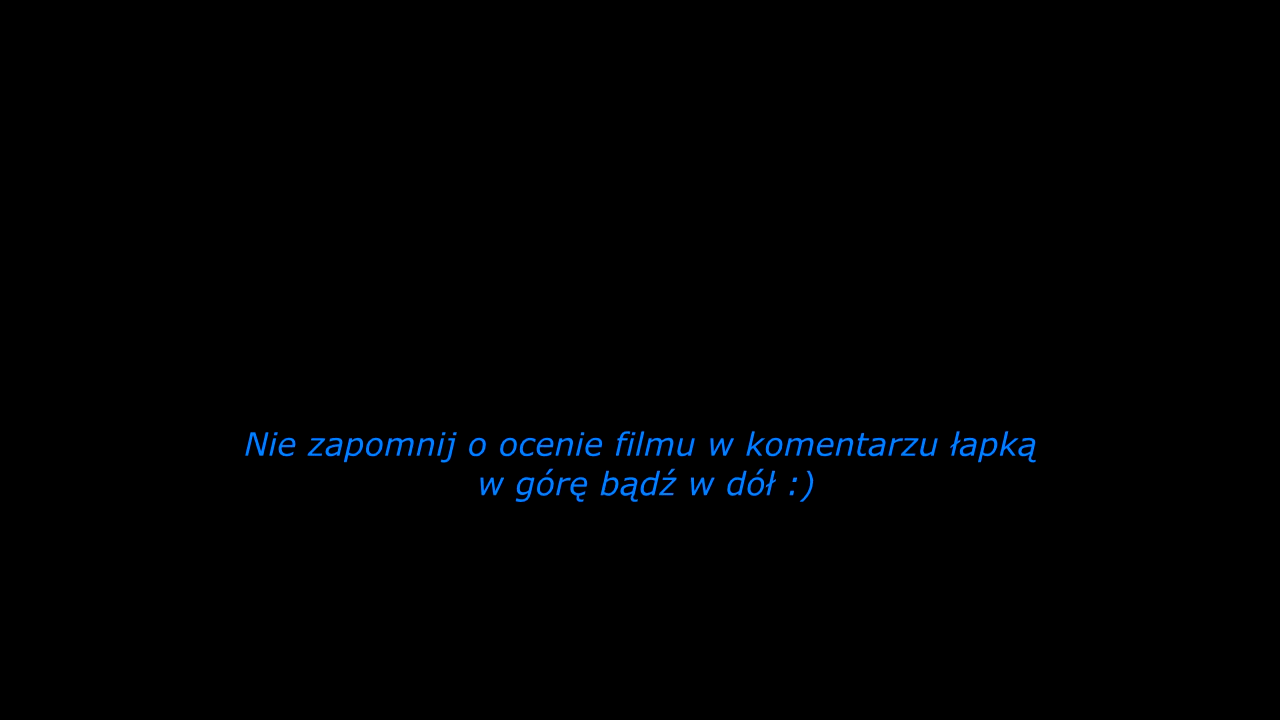 Nie zapomnij o ocenie filmu w komentarzu łapką
w górę bądź w dół :)